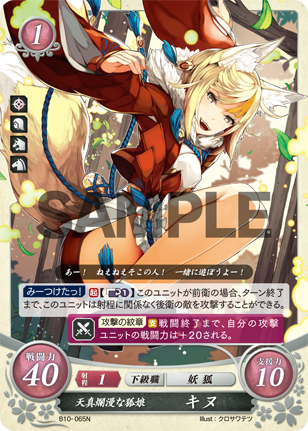 1
SAMPLE
あー！ ねえねえそこの人！ 一緒に遊ぼうよー！
みーつけたっ！ 起【⮕1】このユニットが前衛の場合、ターン終了
まで、このユニットは射程に関係なく後衛の敵を攻撃することができる。
攻撃の紋章 支 戦闘終了まで、自分の攻撃
ユニットの戦闘力は＋20される。
戦闘力
40
射程 1
下級職
妖狐
支援力
10
天真爛漫な狐娘 キヌ
B10-065N
Illust：クロサワテツ